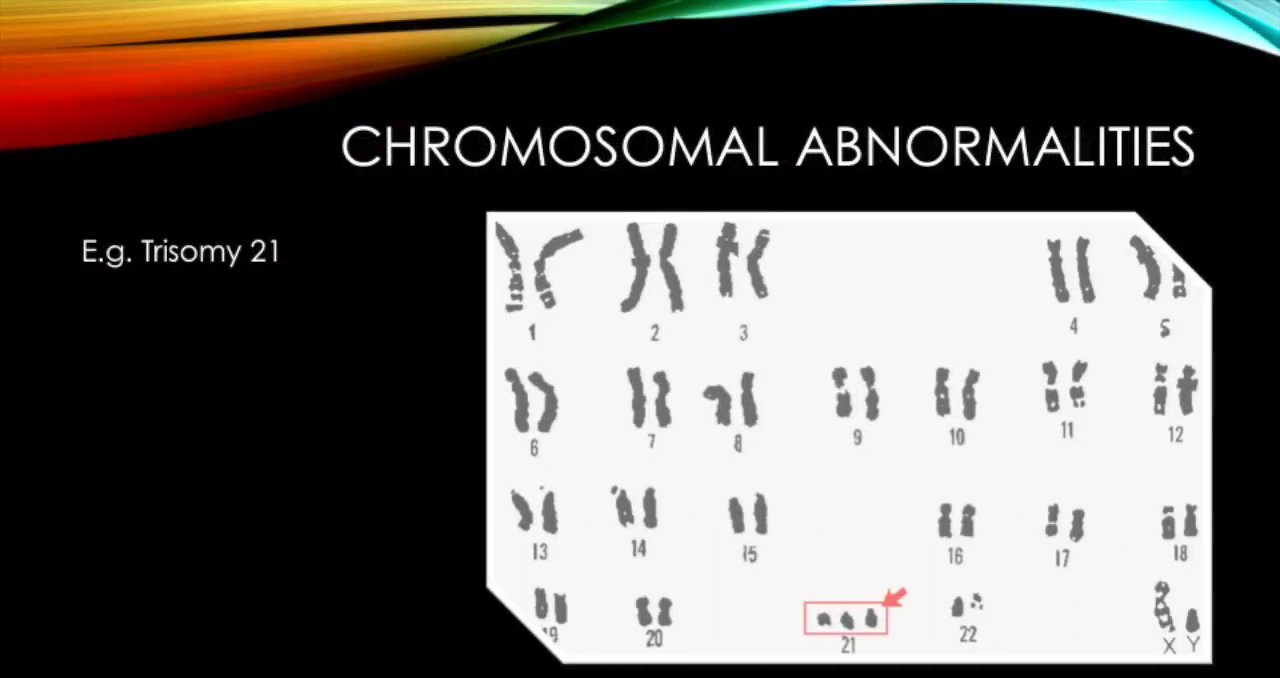 CHROMOSOMAL ABNORMALITIES
E.g. Trisomy 21
1 2 3 4 5
6 7 8 9 10 11 12
13 14 15 16 17 18
19 20 21 22 X Y